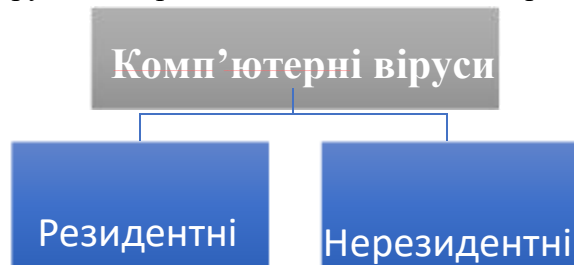 Комп’ютерні віруси
Резидентні
Нерезидентні